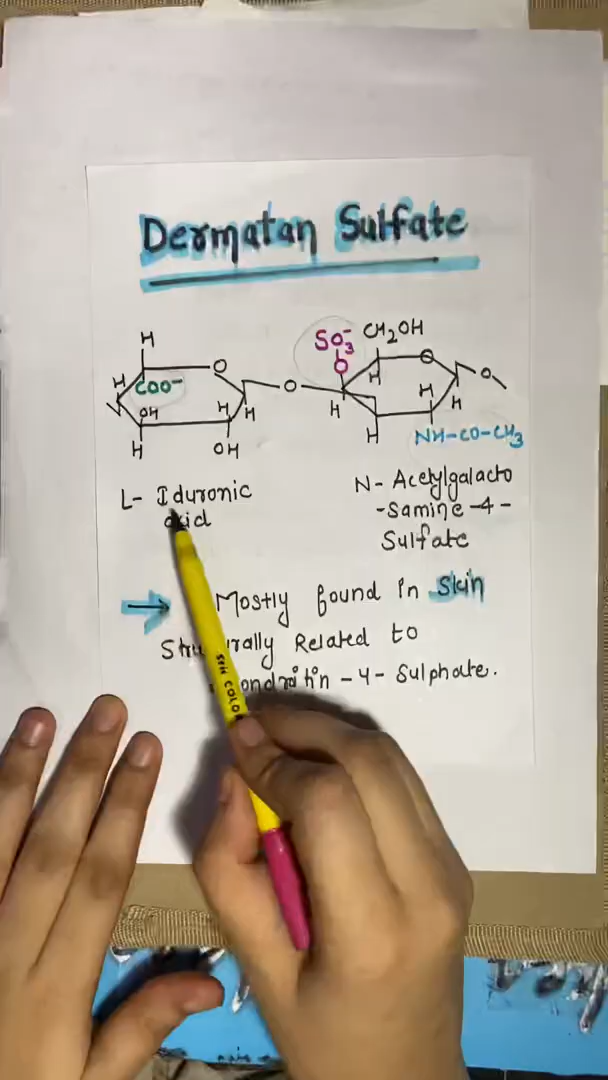 Dermatan Sulfate
H
SO3-
CH2OH
O
O
O
H
COO-
H
O
O
OH
H
H
H
H
H
H
OH
H
NH-CO-CH3
L- Iduronic
acid
N- Acetylgalacto
-samine-4-
Sulfate
→ Mostly found in Skin
Related to
-4- Sulphate.